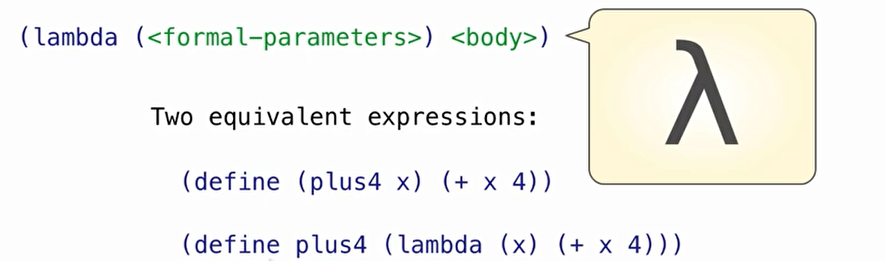 (lambda (<formal-parameters>) <body>)
λ
Two equivalent expressions:
(define (plus4 x) (+ x 4))
(define plus4 (lambda (x) (+ x 4)))